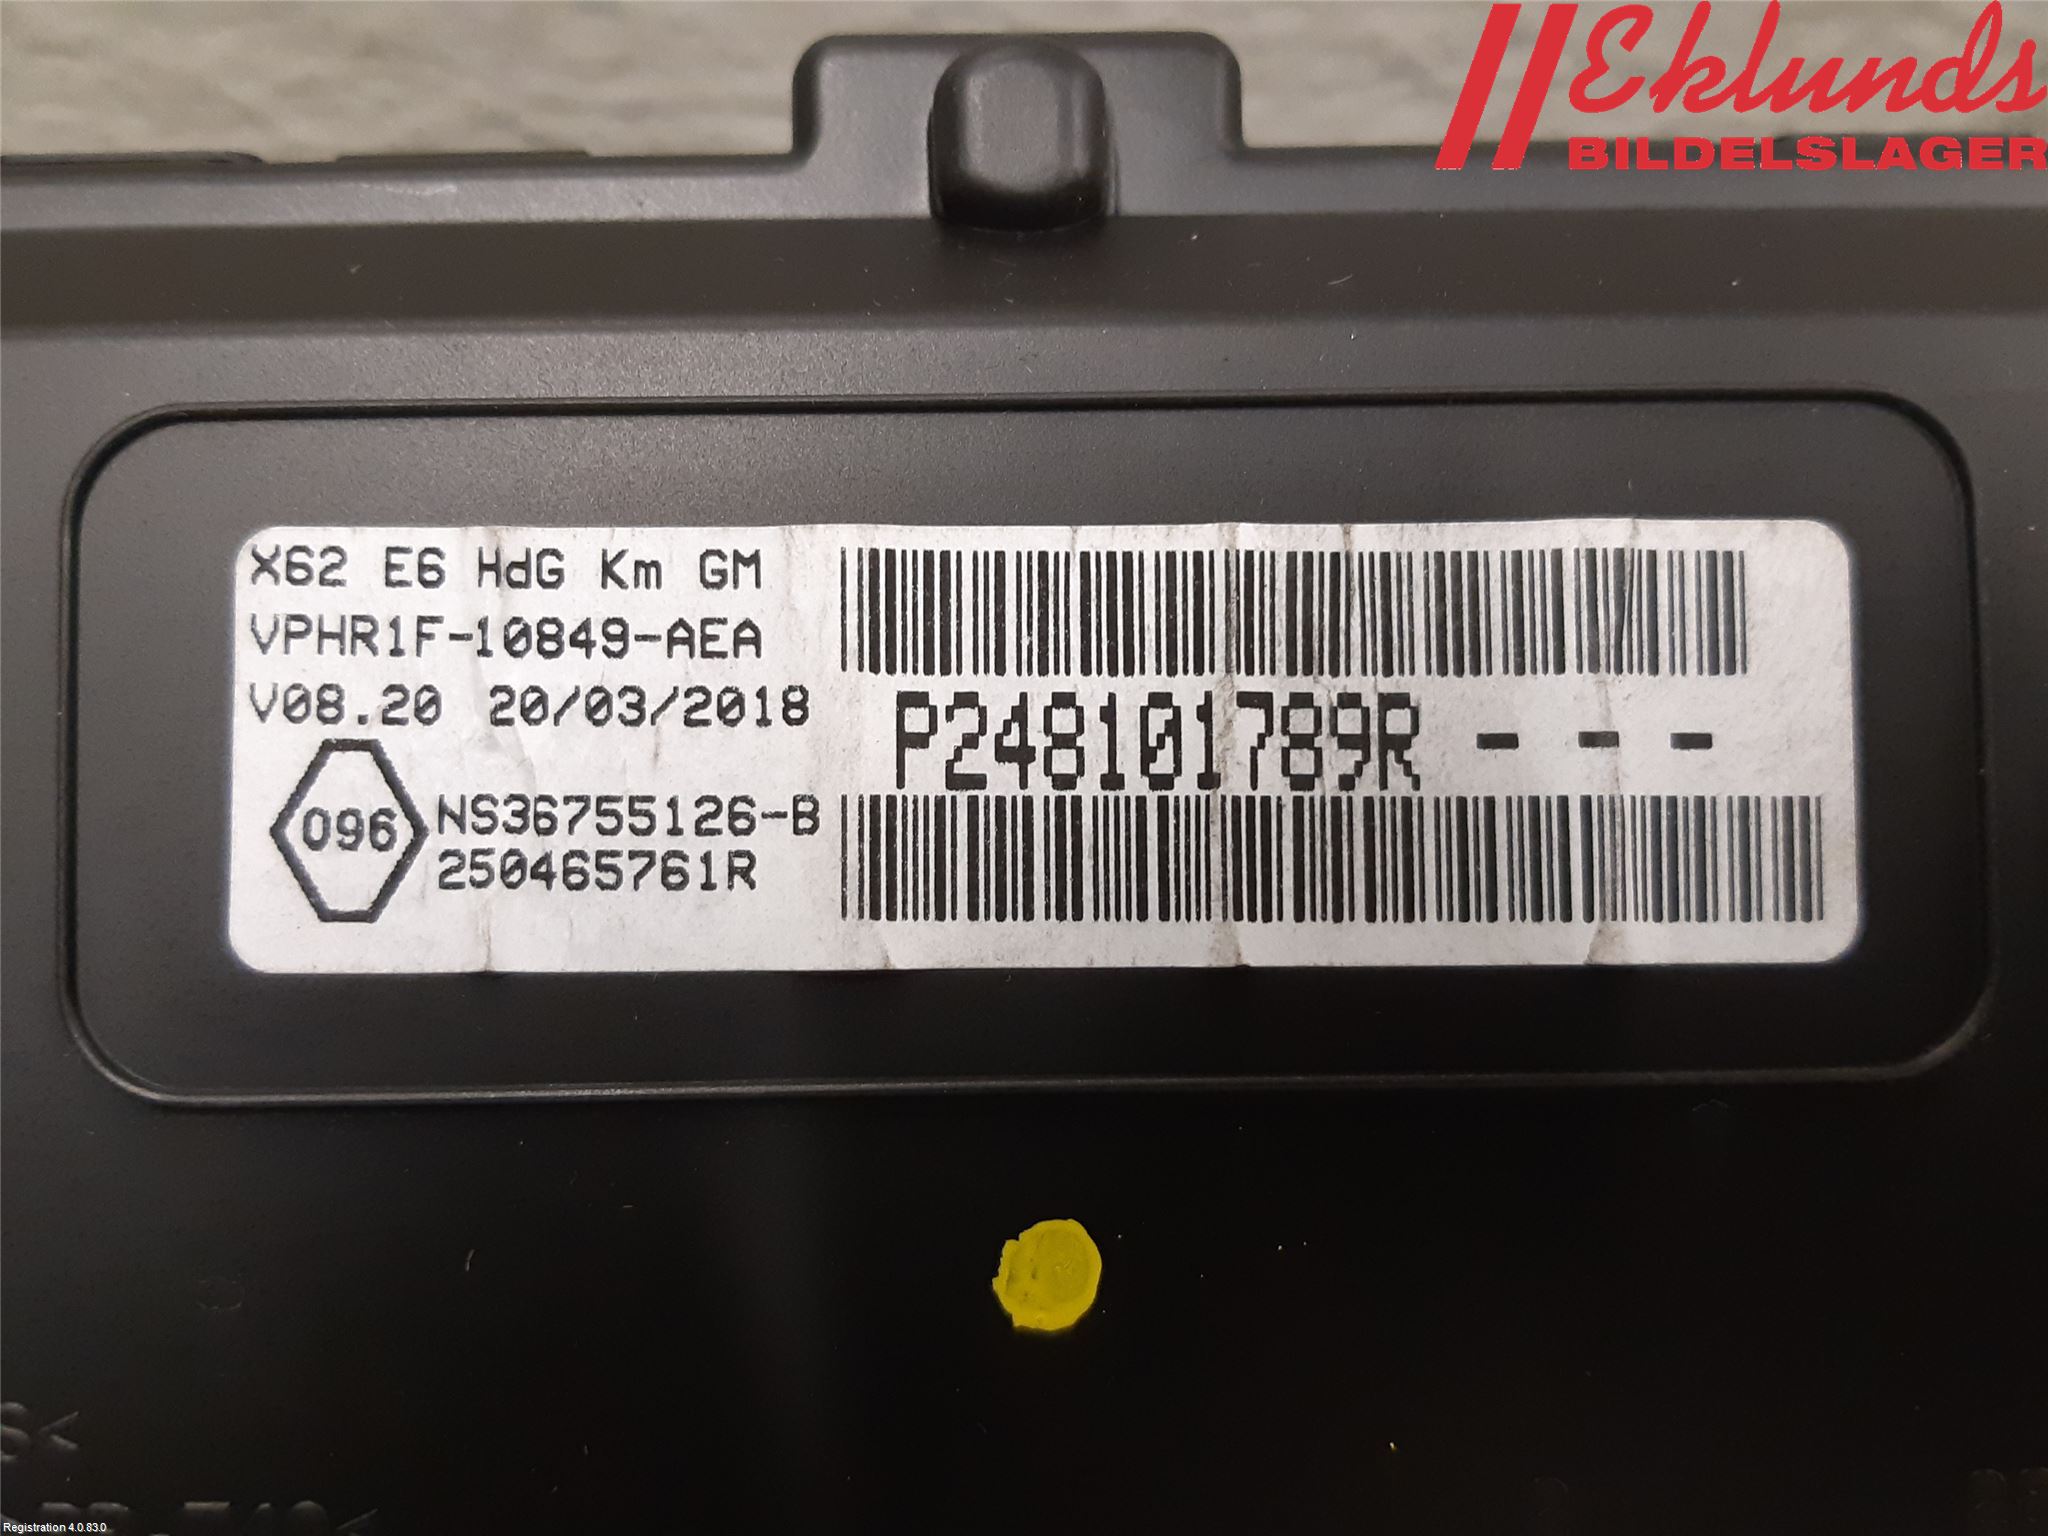 Eklunds
BILDELSLAGER
X62 E6 HdG Km GM
VPHR1F-10849-AEA
V08.20 20/03/2018
P248101789R - - -
096
NS36755126-B
250465761R
Registration 4.0.83.0